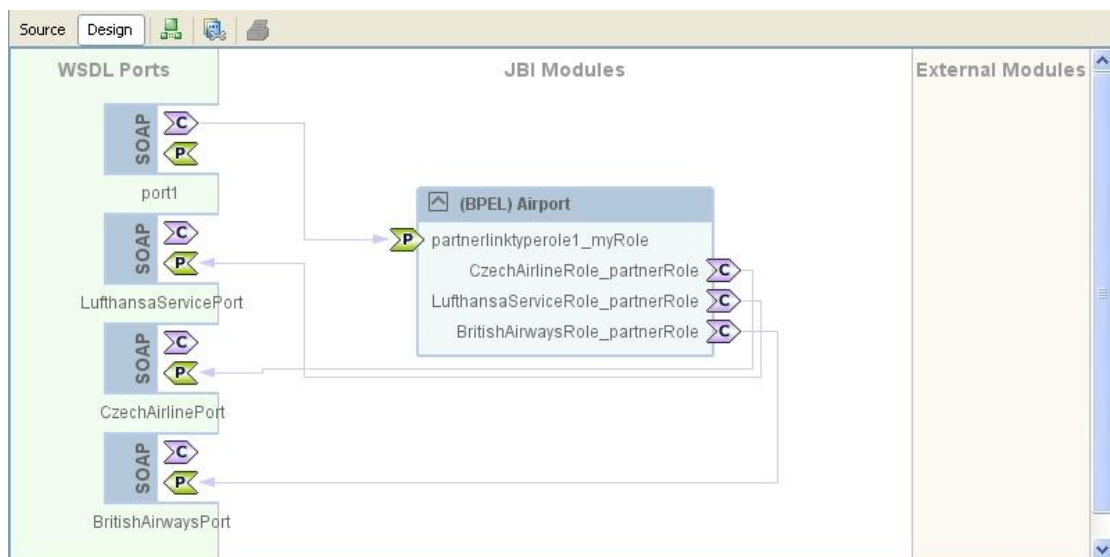 Source Design
WSDL Ports
JBI Modules
External Modules
SOAP
C
P
port1
SOAP
C
P
LufthansaServicePort
SOAP
C
P
CzechAirlinePort
SOAP
C
P
BritishAirwaysPort
(BPEL) Airport
P partnerlinktyperole1_myRole
CzechAirlineRole_partnerRole C
LufthansaServiceRole_partnerRole C
BritishAirwaysRole_partnerRole C